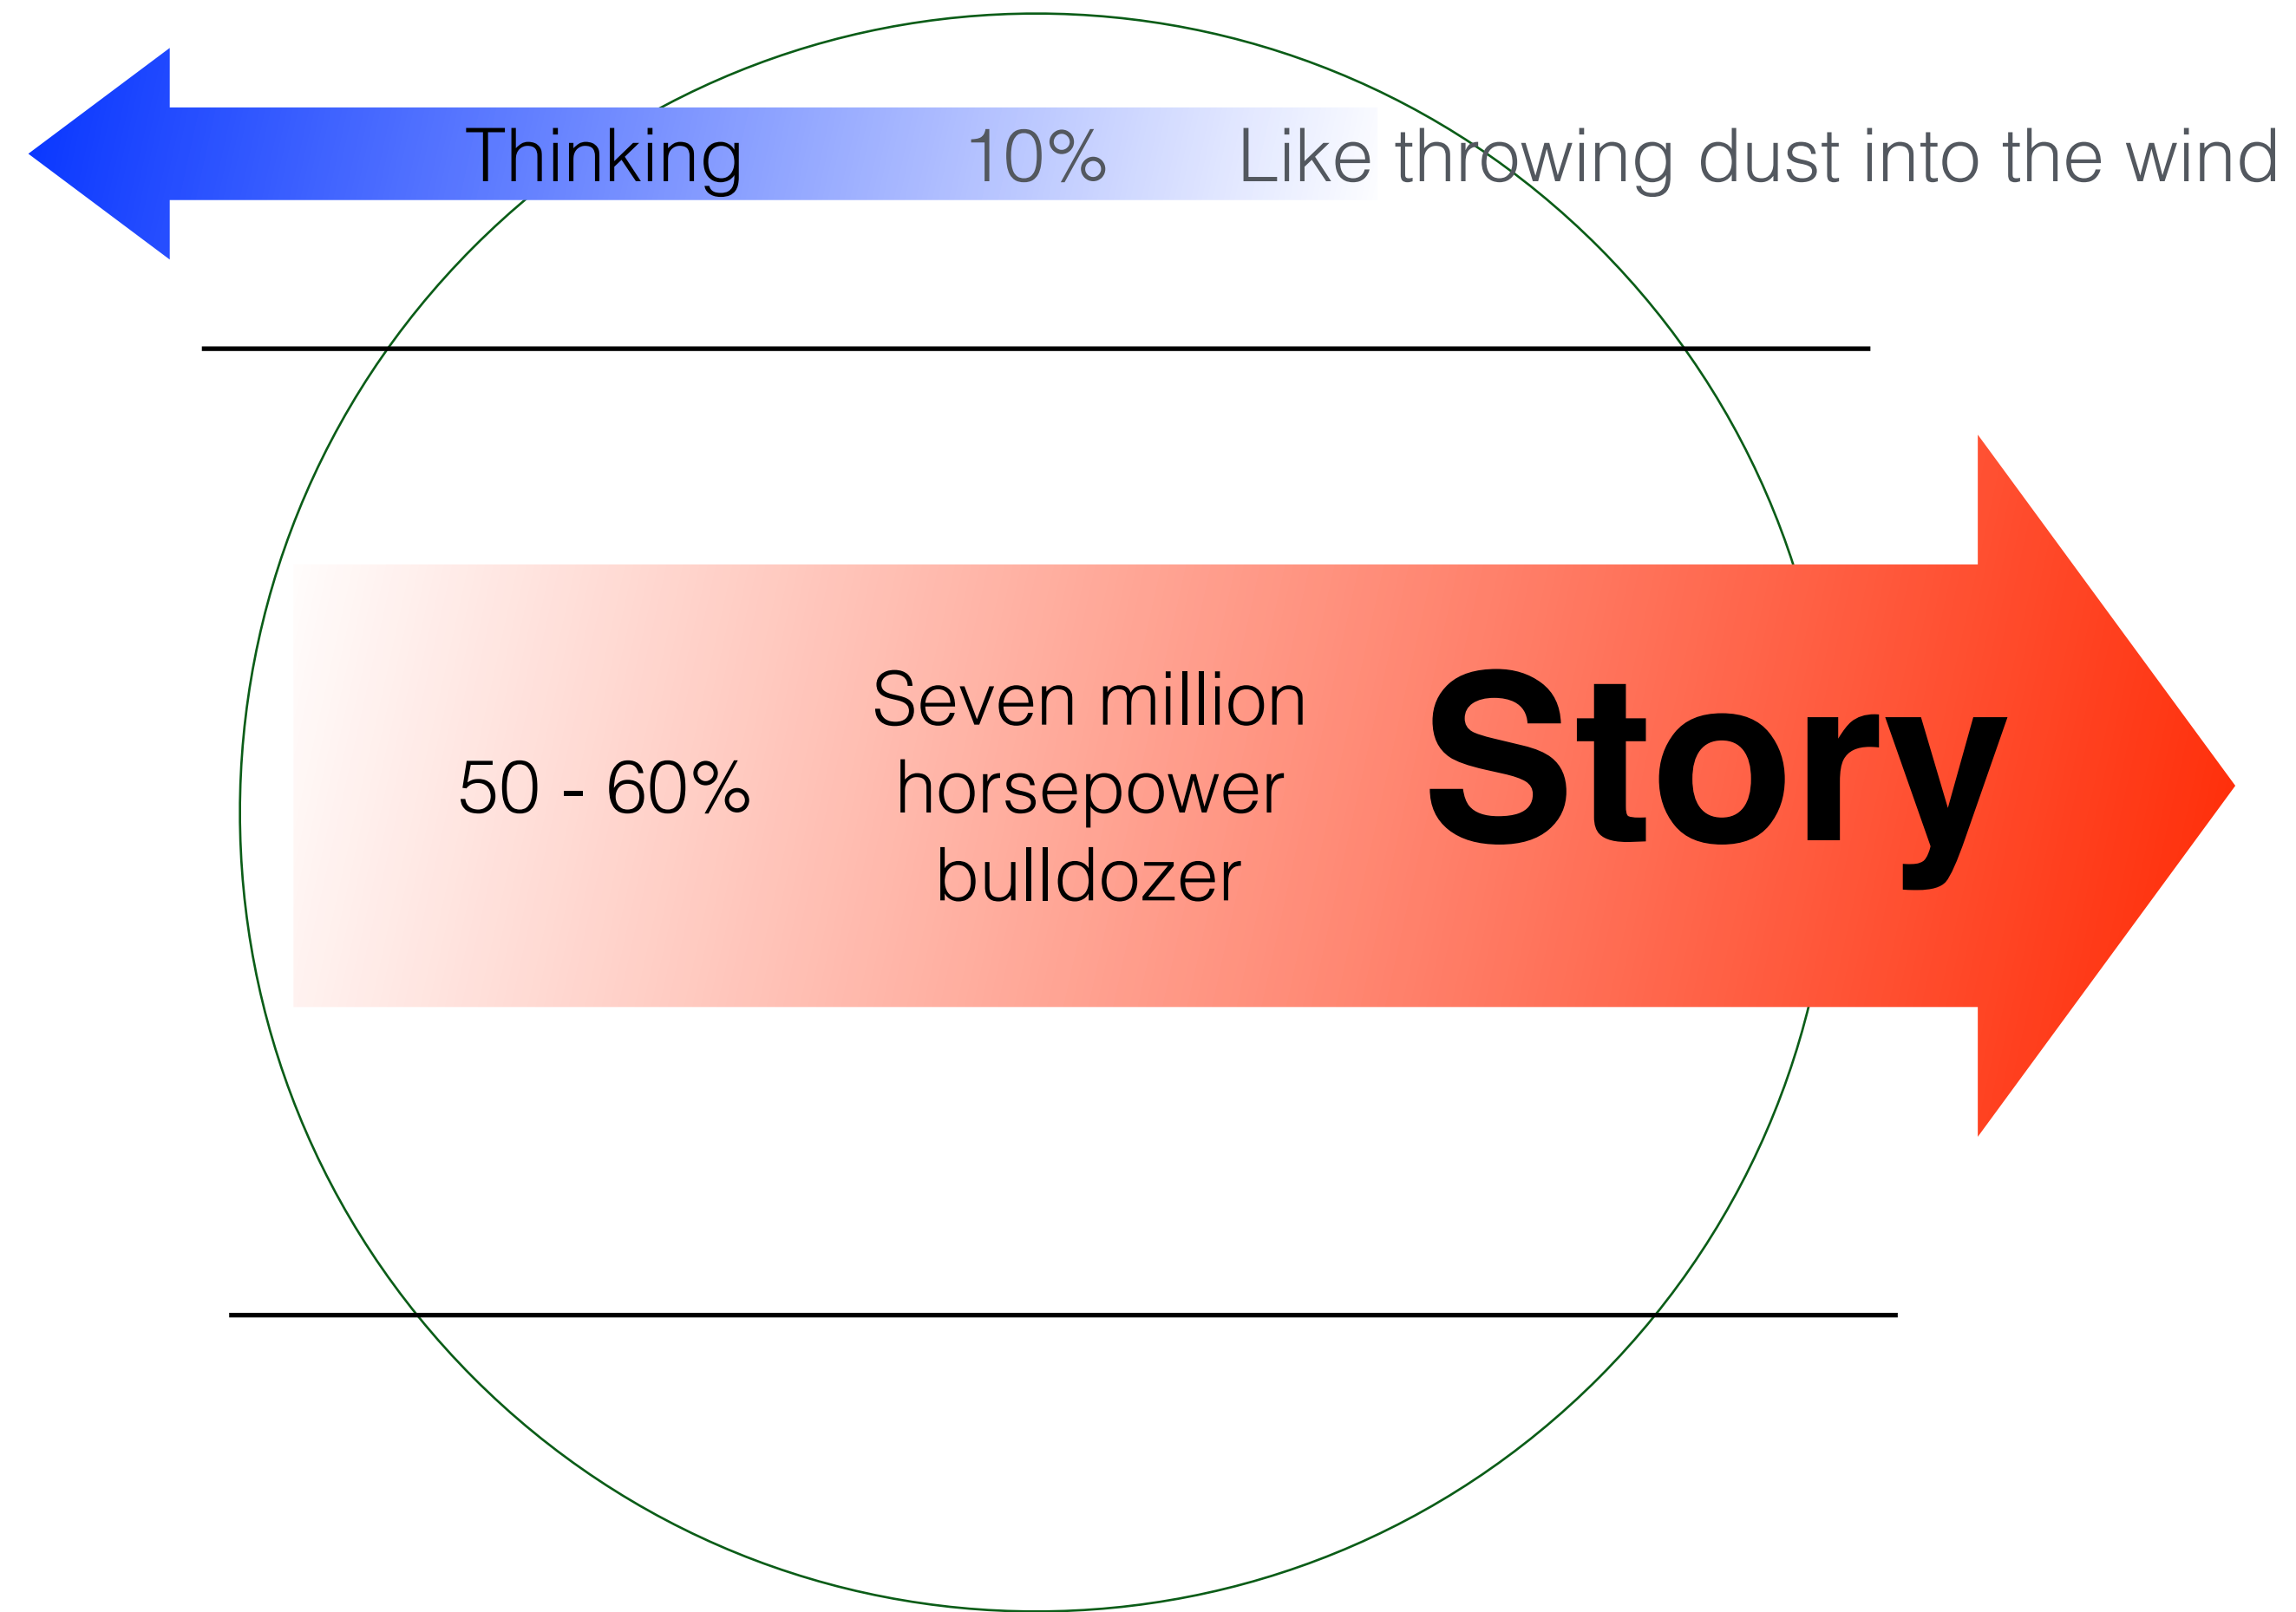 Thinking 10% Like throwing dust into the wind
50 - 60%
Seven million
horsepower
bulldozer
Story